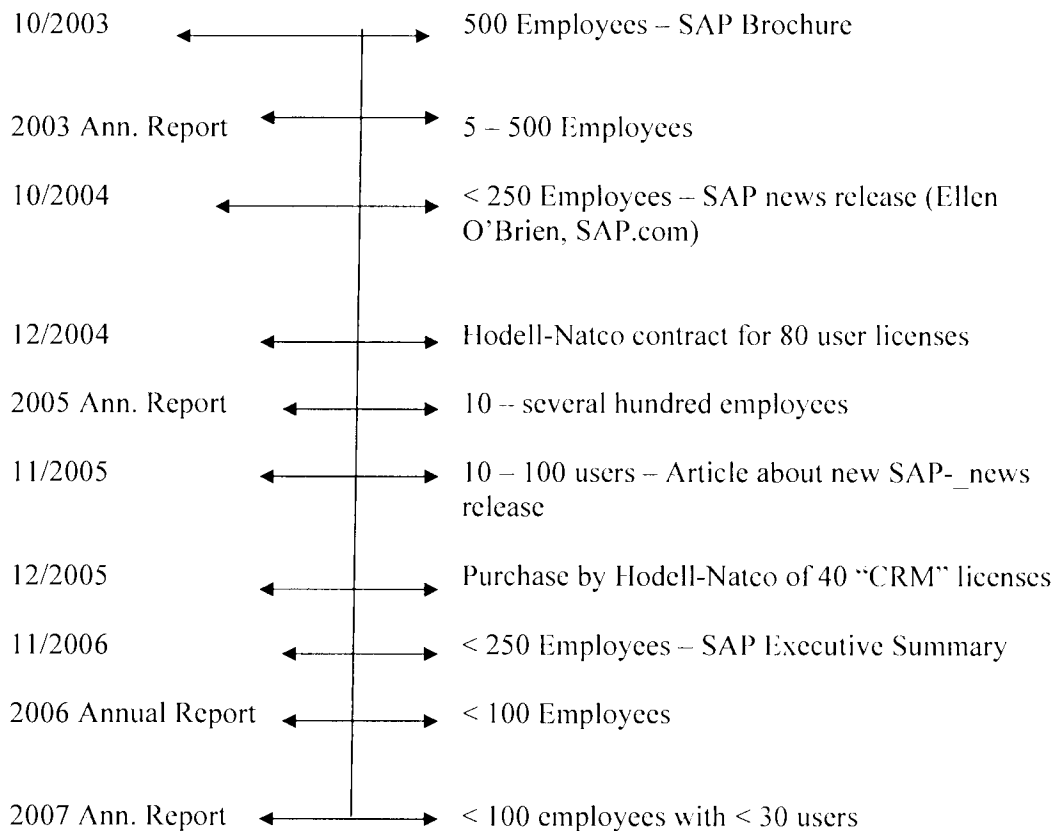 10/2003 500 Employees – SAP Brochure
2003 Ann. Report 5 – 500 Employees
10/2004 < 250 Employees – SAP news release (Ellen
O'Brien, SAP.com)
12/2004 Hodell-Natco contract for 80 user licenses
2005 Ann. Report 10 – several hundred employees
11/2005 10 – 100 users – Article about new SAP-_news
release
12/2005 Purchase by Hodell-Natco of 40 “CRM” licenses
11/2006 < 250 Employees – SAP Executive Summary
2006 Annual Report < 100 Employees
2007 Ann. Report < 100 employees with < 30 users